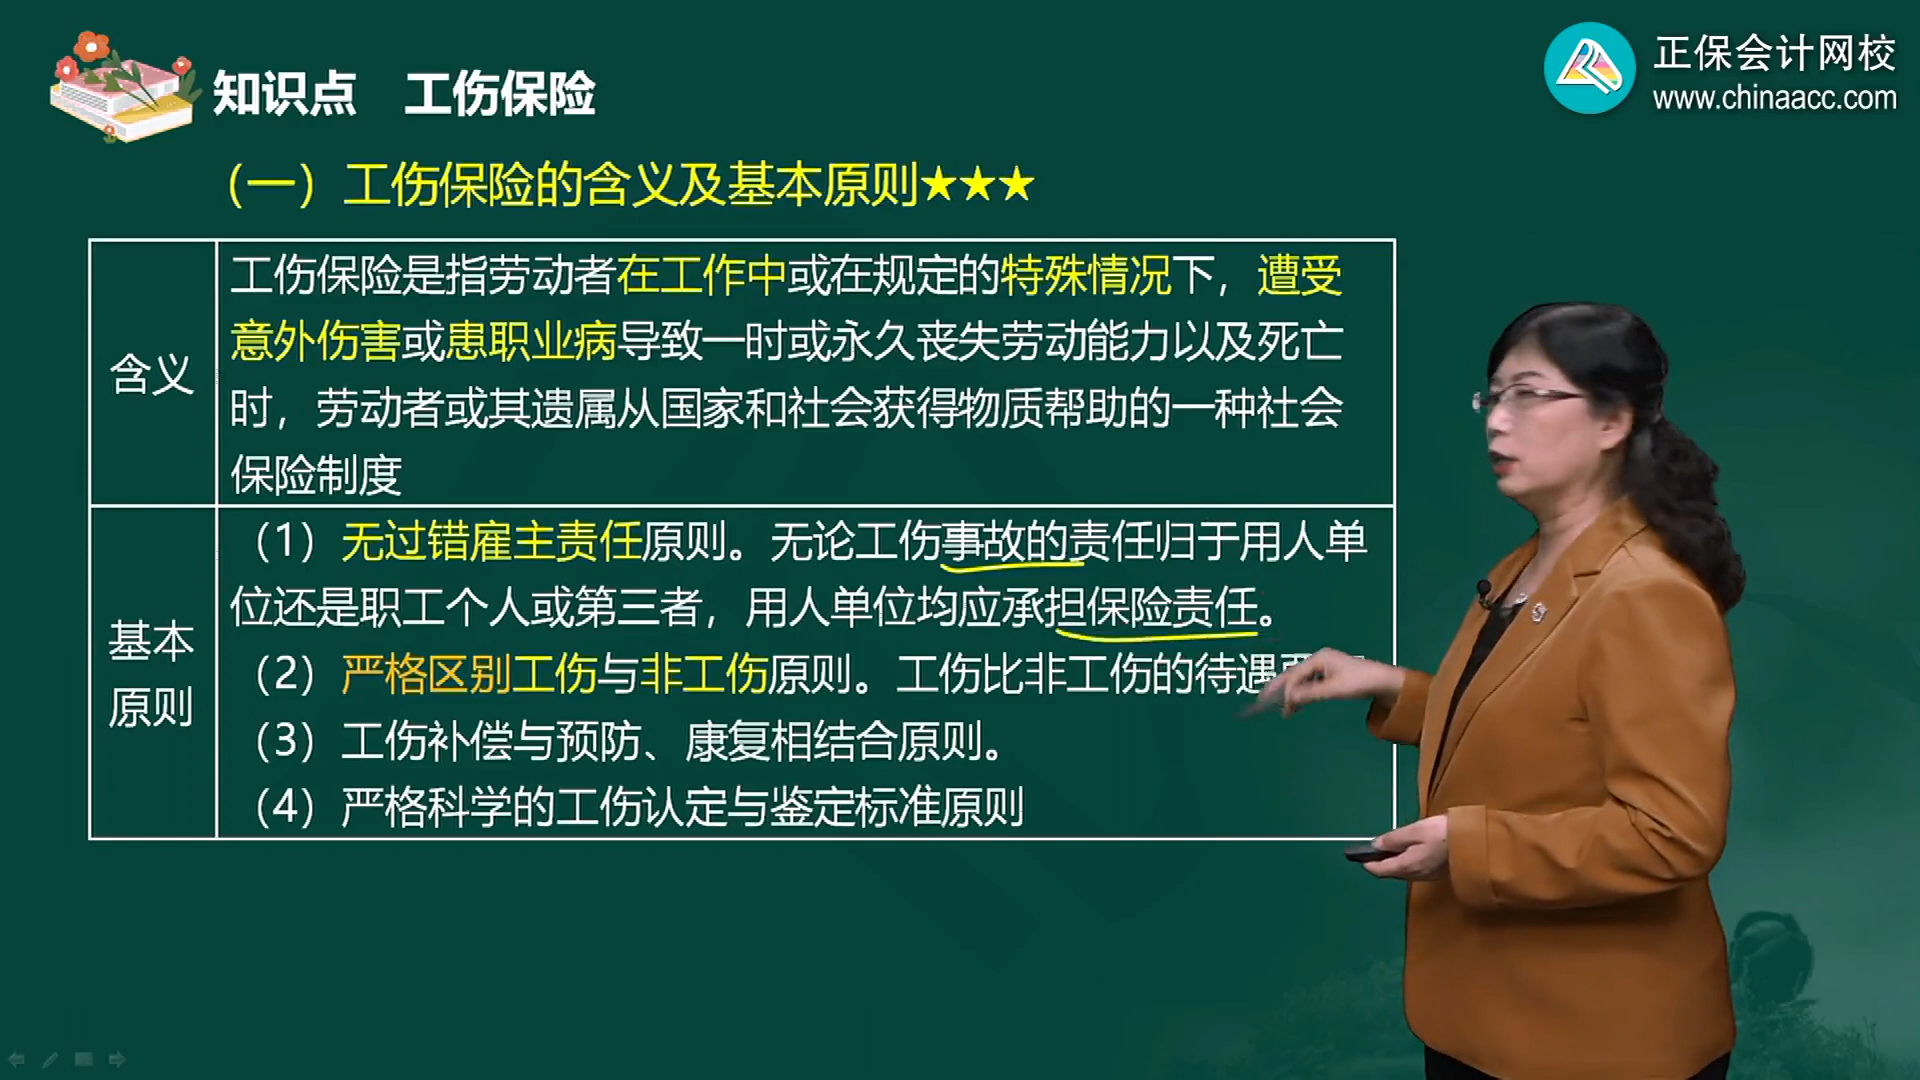 正保会计网校
www.chinaacc.com
知识点 工伤保险
（一）工伤保险的含义及基本原则★★★
含义
工伤保险是指劳动者在工作中或在规定的特殊情况下，遭受
意外伤害或患职业病导致一时或永久丧失劳动能力以及死亡
时，劳动者或其遗属从国家和社会获得物质帮助的一种社会
保险制度
基本
原则
（1）无过错雇主责任原则。无论工伤事故的责任归于用人单
位还是职工个人或第三者，用人单位均应承担保险责任。
（2）严格区别工伤与非工伤原则。工伤比非工伤的待遇
（3）工伤补偿与预防、康复相结合原则。
（4）严格科学的工伤认定与鉴定标准原则